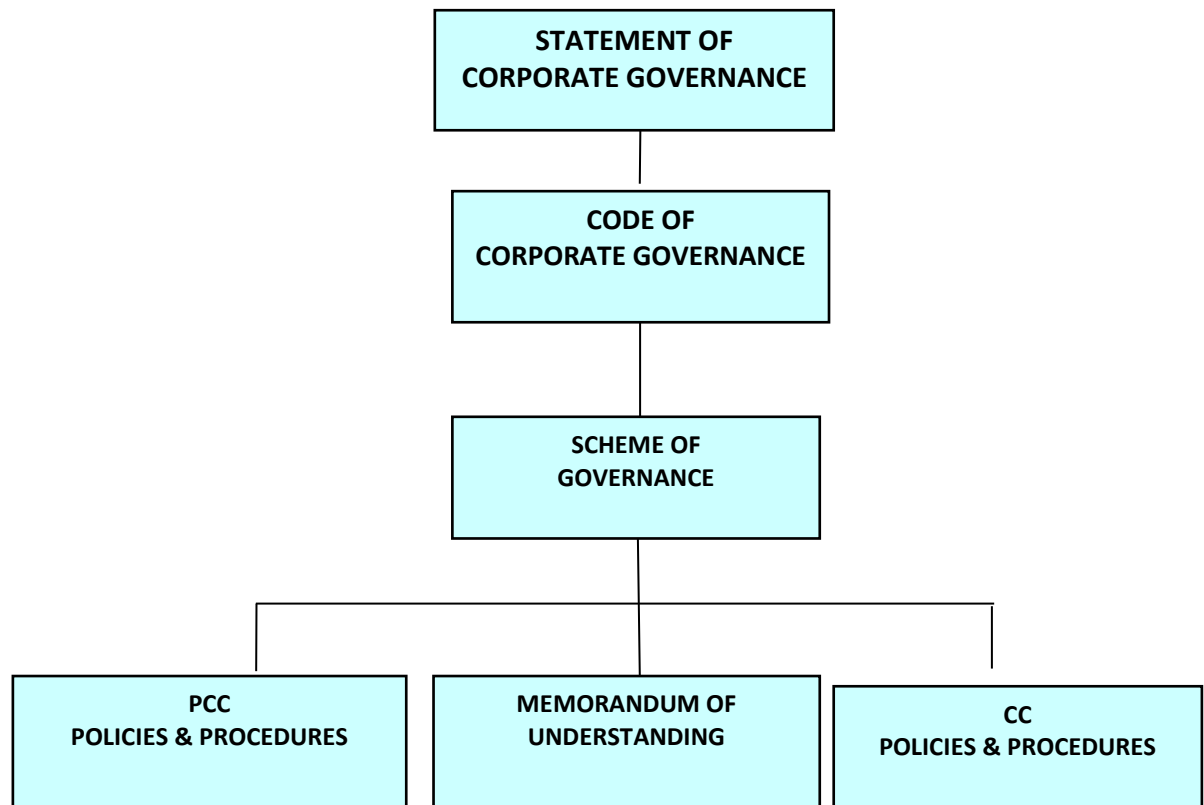 STATEMENT OF
CORPORATE GOVERNANCE
CODE OF
CORPORATE GOVERNANCE
SCHEME OF
GOVERNANCE
PCC
POLICIES & PROCEDURES
MEMORANDUM OF
UNDERSTANDING
CC
POLICIES & PROCEDURES